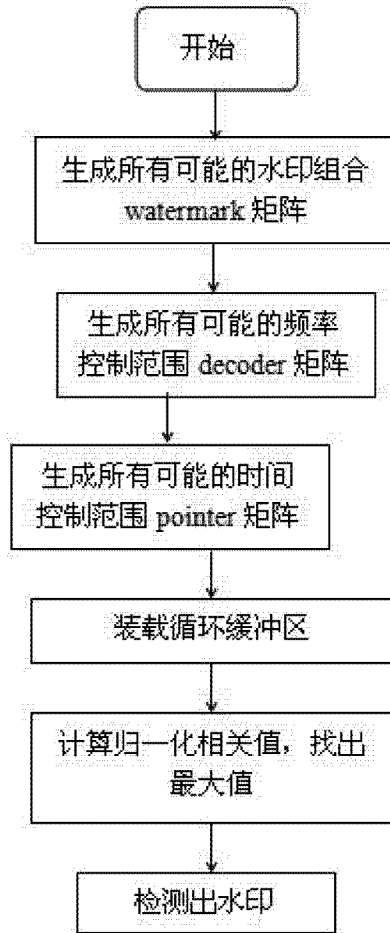 开始
生成所有可能的水印组合
watermark 矩阵
生成所有可能的频率
控制范围 decoder 矩阵
生成所有可能的时间
控制范围 pointer 矩阵
装载循环缓冲区
计算归一化相关值，找出
最大值
检测出水印